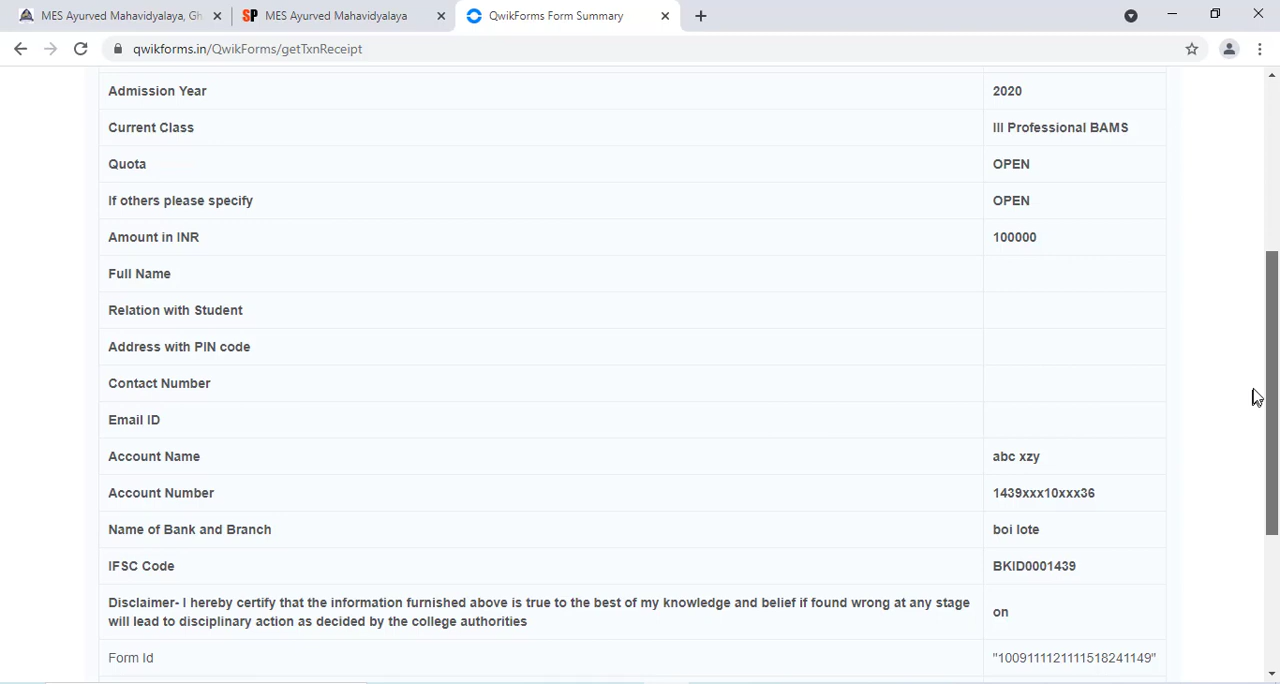 MES Ayurved Mahavidyalaya, Gh
SP MES Ayurved Mahavidyalaya
QwikForms Form Summary
qwikforms.in/QwikForms/getTxnReceipt
Admission Year 2020
Current Class III Professional BAMS
Quota OPEN
If others please specify OPEN
Amount in INR 100000
Full Name
Relation with Student
Address with PIN code
Contact Number
Email ID
Account Name abc xzy
Account Number 1439xxx10xxx36
Name of Bank and Branch boi lote
IFSC Code BKID0001439
Disclaimer- I hereby certify that the information furnished above is true to the best of my knowledge and belief if found wrong at any stage
will lead to disciplinary action as decided by the college authorities
on
Form Id "1009111121111518241149"